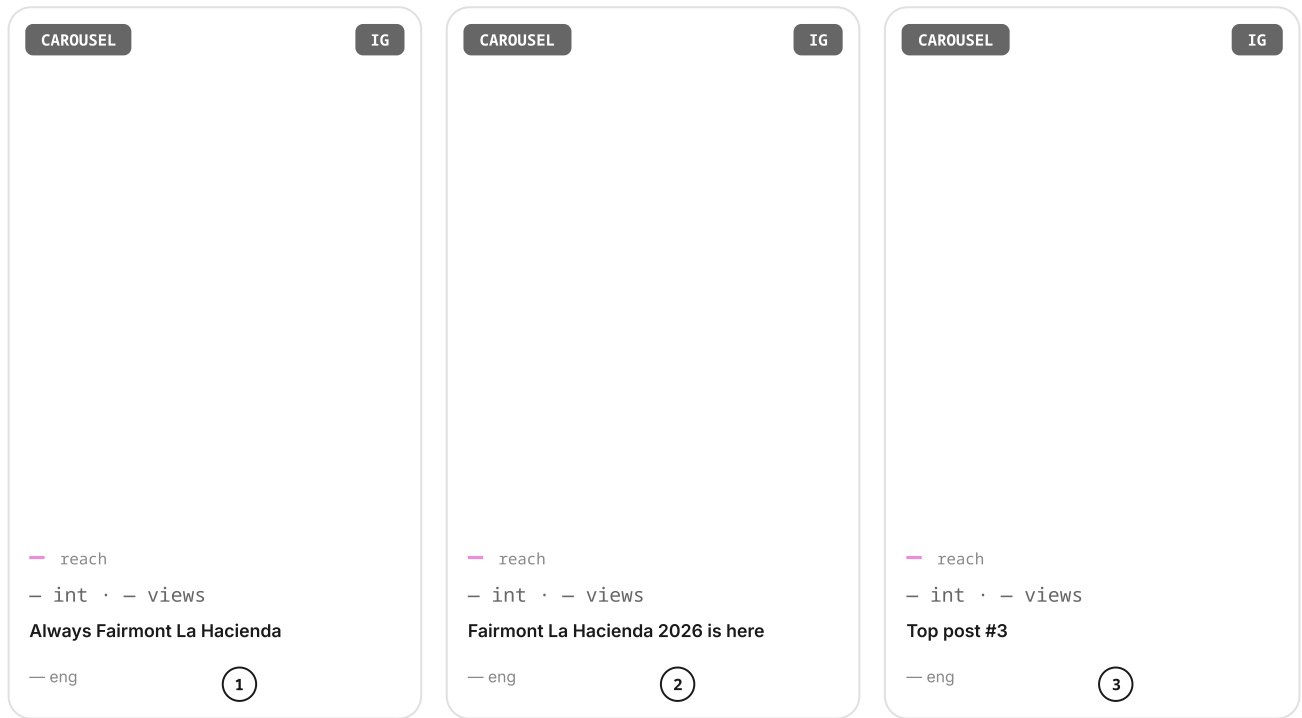 CAROUSEL IG
— reach
— int · — views
Always Fairmont La Hacienda
— eng 1
CAROUSEL IG
— reach
— int · — views
Fairmont La Hacienda 2026 is here
— eng 2
CAROUSEL IG
— reach
— int · — views
Top post #3
— eng 3